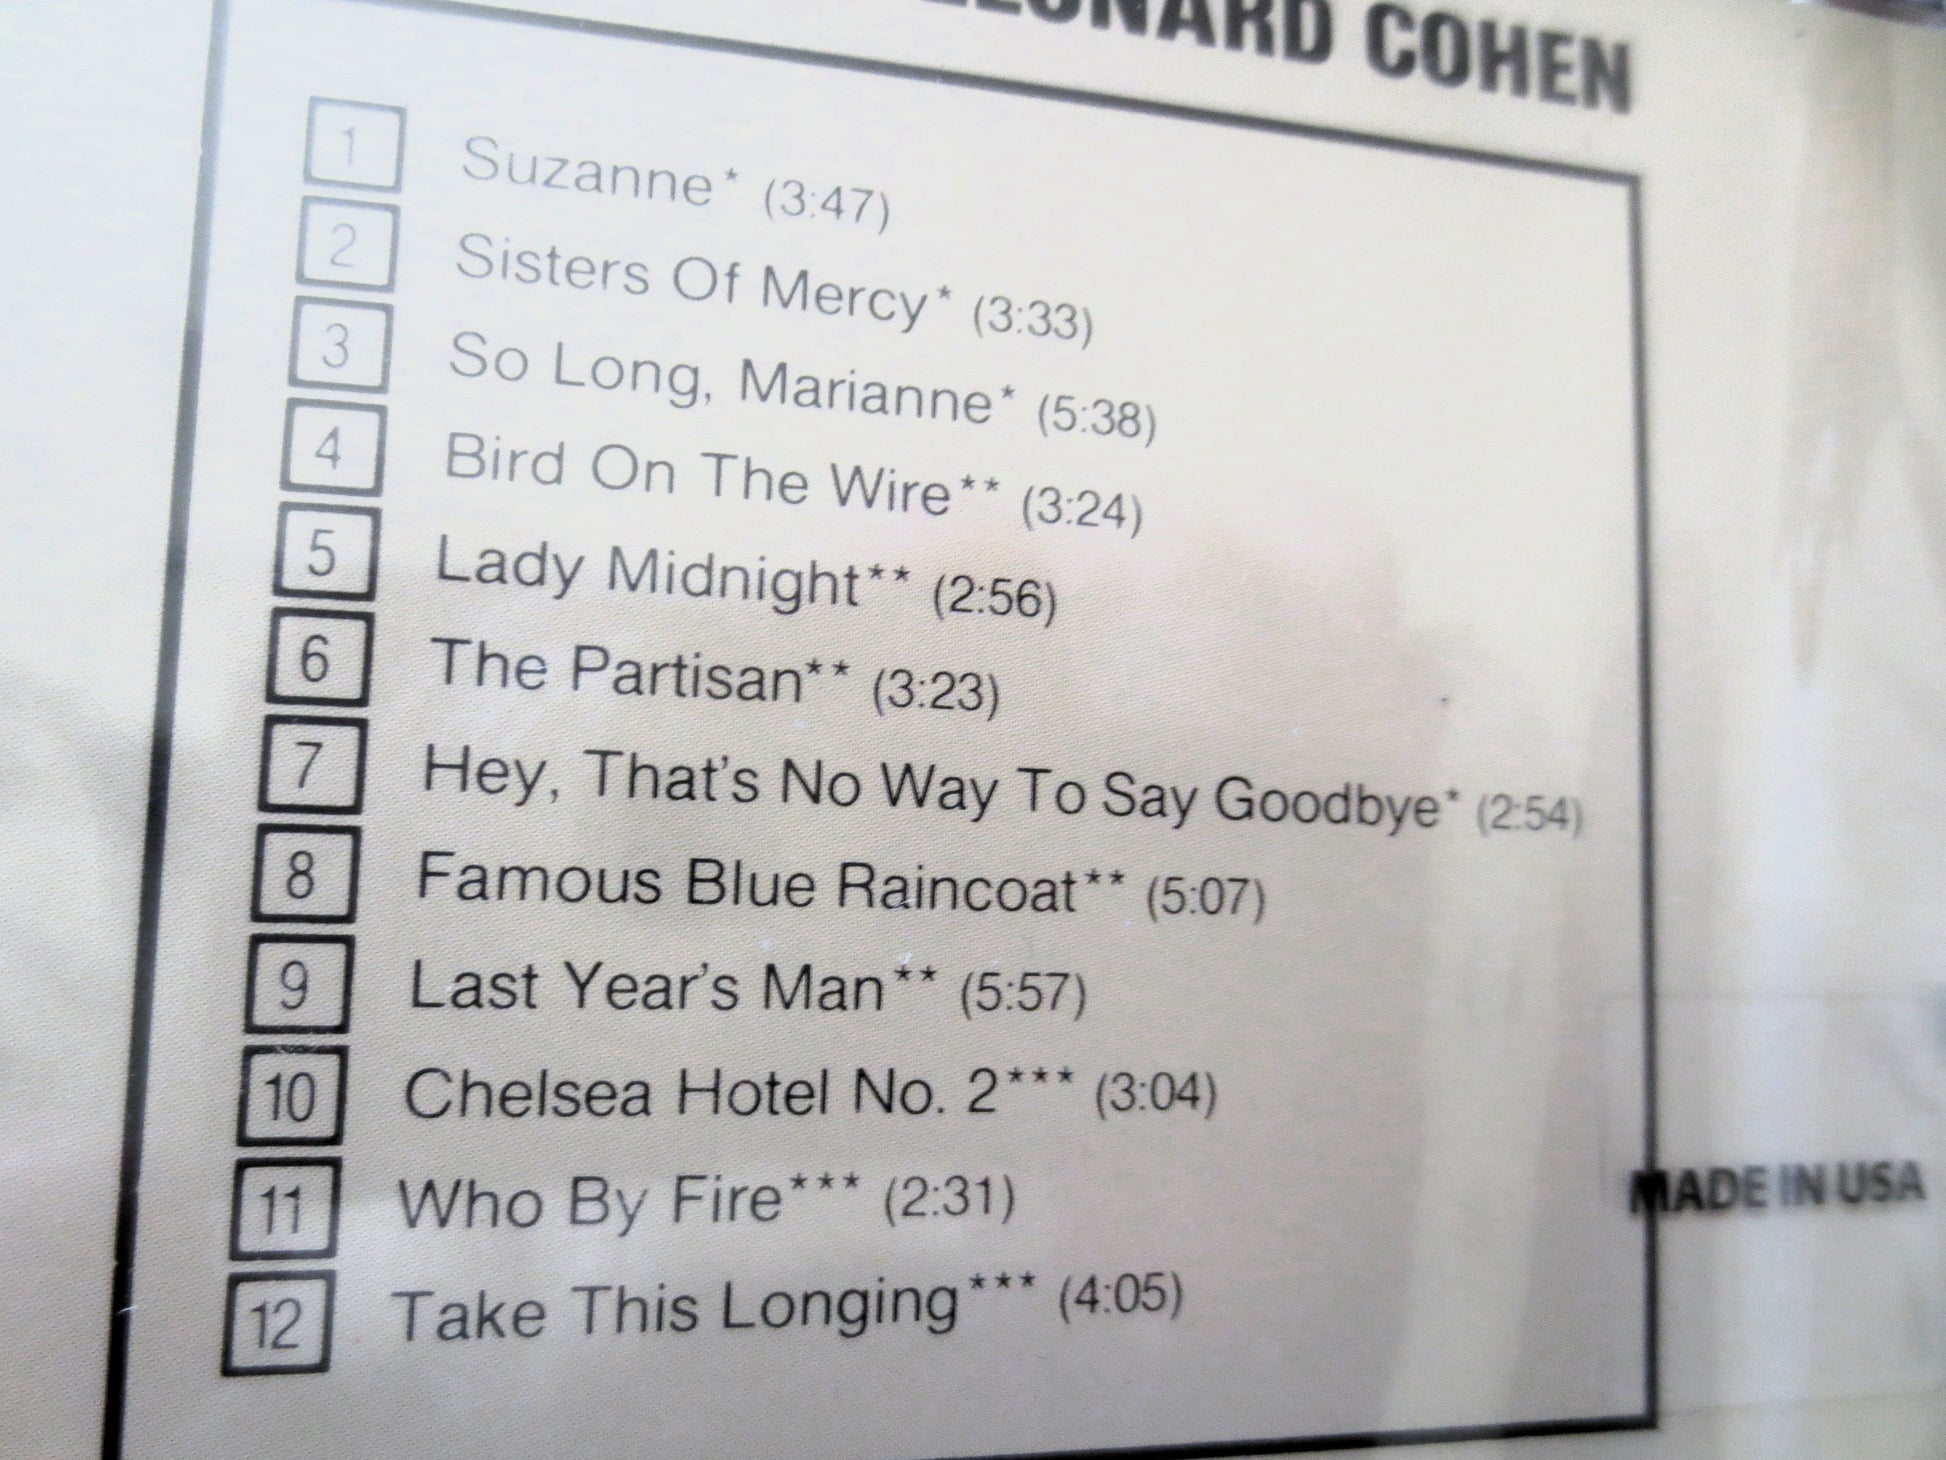 LEONARD COHEN
1 Suzanne* (3:47)
2 Sisters Of Mercy* (3:33)
3 So Long, Marianne* (5:38)
4 Bird On The Wire** (3:24)
5 Lady Midnight** (2:56)
6 The Partisan** (3:23)
7 Hey, That's No Way To Say Goodbye* (2:54)
8 Famous Blue Raincoat** (5:07)
9 Last Year's Man** (5:57)
10 Chelsea Hotel No. 2*** (3:04)
11 Who By Fire*** (2:31)
MADE IN USA
12 Take This Longing*** (4:05)